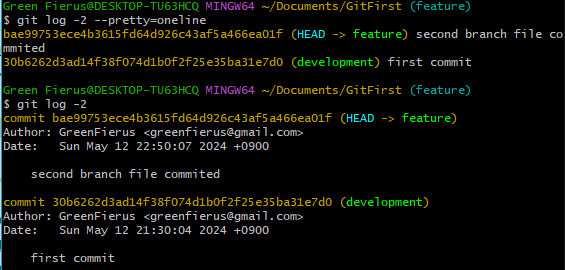 Green Fierus@DESKTOP-TU63HCQ MINGW64 ~/Documents/GitFirst (feature)
$ git log -2 --pretty=oneline
bae99753ece4b3615fd64d926c43af5a466ea01f (HEAD -> feature) second branch file co
mmited
30b6262d3ad14f38f074d1b0f2f25e35ba31e7d0 (development) first commit
Green Fierus@DESKTOP-TU63HCQ MINGW64 ~/Documents/GitFirst (feature)
$ git log -2
commit bae99753ece4b3615fd64d926c43af5a466ea01f (HEAD -> feature)
Author: GreenFierus <greenfierus@gmail.com>
Date:   Sun May 12 22:50:07 2024 +0900
    second branch file commited
commit 30b6262d3ad14f38f074d1b0f2f25e35ba31e7d0 (development)
Author: GreenFierus <greenfierus@gmail.com>
Date:   Sun May 12 21:30:04 2024 +0900
    first commit